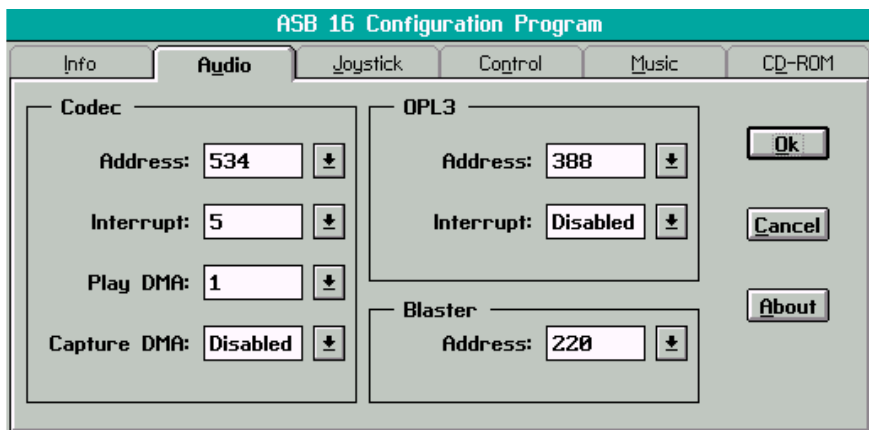 ASB 16 Configuration Program
Info Audio Joystick Control Music CD-ROM
Codec
Address: 534
Interrupt: 5
Play DMA: 1
Capture DMA: Disabled
OPL3
Address: 388
Interrupt: Disabled
Blaster
Address: 220
Ok
Cancel
About